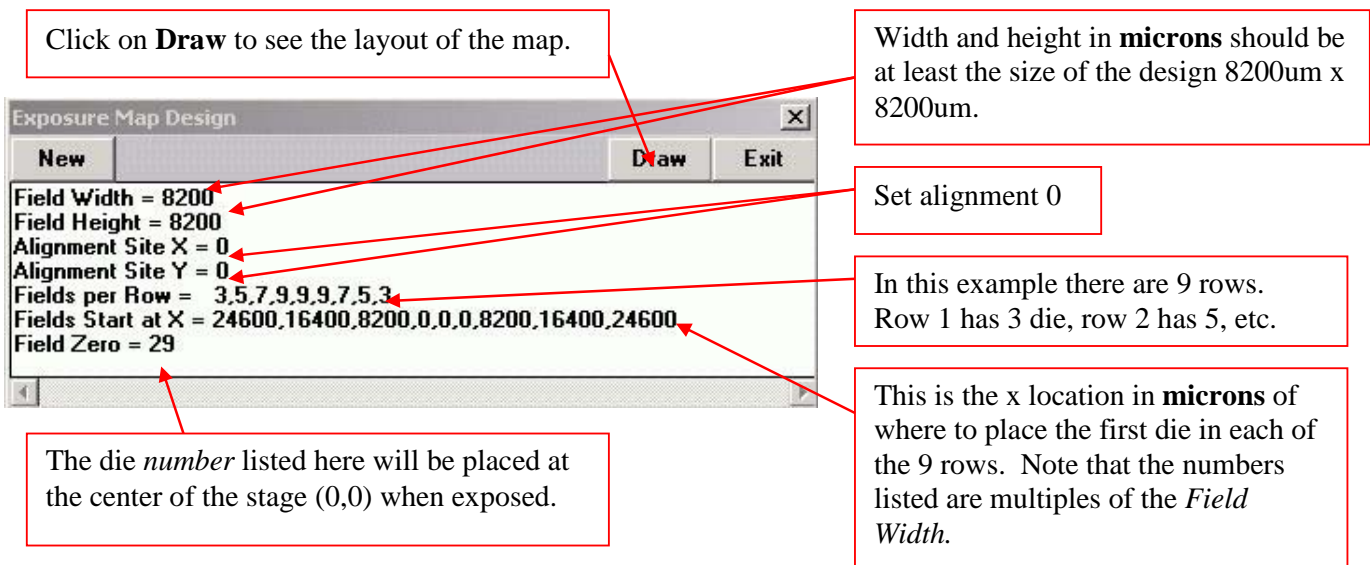 Click on Draw to see the layout of the map.
Width and height in microns should be
at least the size of the design 8200um x
8200um.
Exposure Map Design
New
Draw
Exit
Field Width = 8200
Field Height = 8200
Alignment Site X = 0
Alignment Site Y = 0
Fields per Row = 3,5,7,9,9,9,7,5,3
Fields Start at X = 24600,16400,8200,0,0,0,8200,16400,24600
Field Zero = 29
Set alignment 0
In this example there are 9 rows.
Row 1 has 3 die, row 2 has 5, etc.
This is the x location in microns of
where to place the first die in each of
the 9 rows. Note that the numbers
listed are multiples of the Field
Width.
The die number listed here will be placed at
the center of the stage (0,0) when exposed.